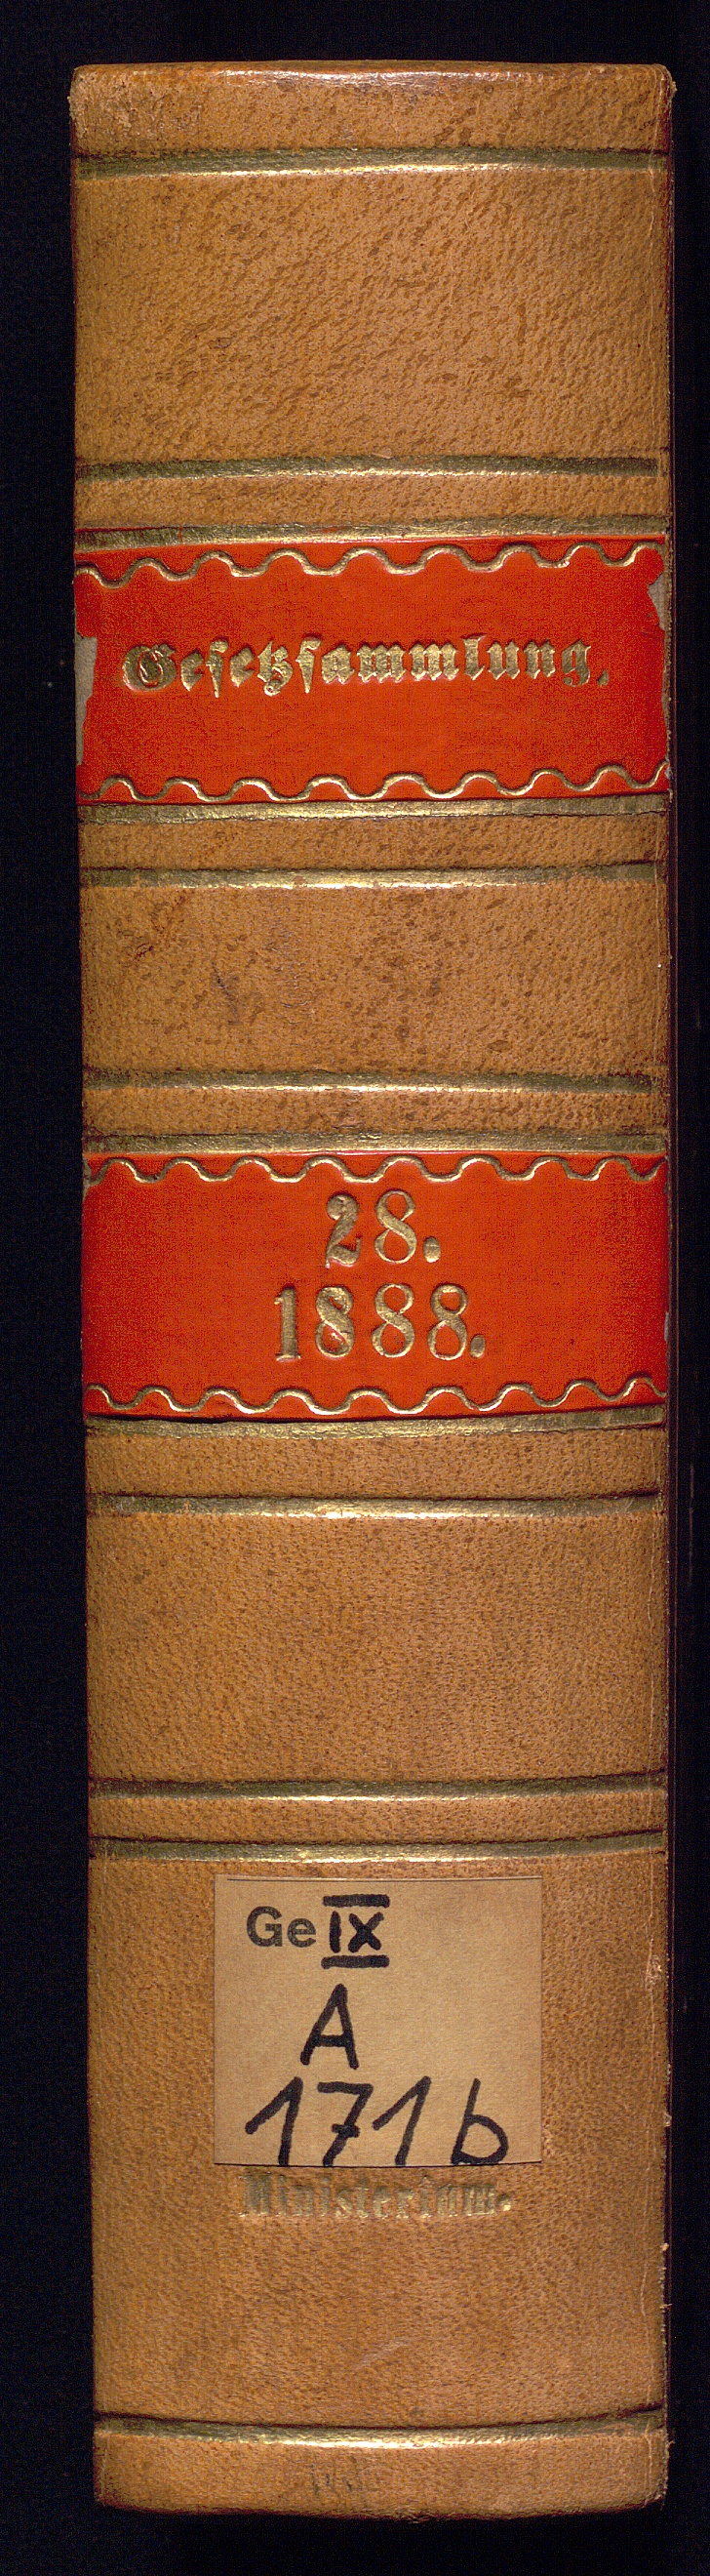 Gesetzsammlung.
28.
1888.
Ge IX
A
171b
Ministerium.